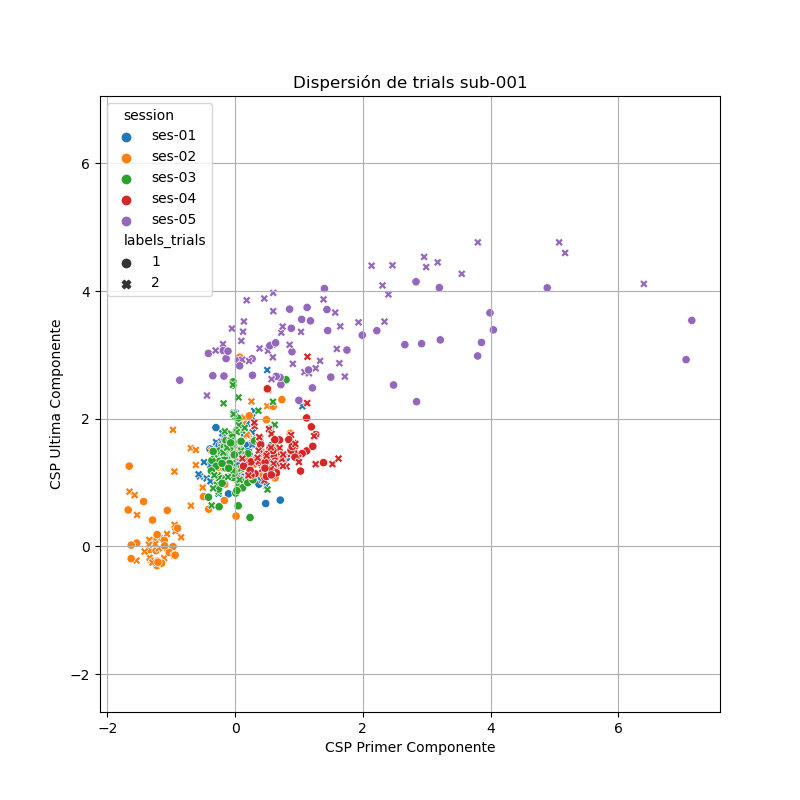 Dispersión de trials sub-001
session
ses-01
ses-02
ses-03
ses-04
ses-05
labels_trials
1
2
6
4
2
0
−2
CSP Ultima Componente
−2 0 2 4 6
CSP Primer Componente